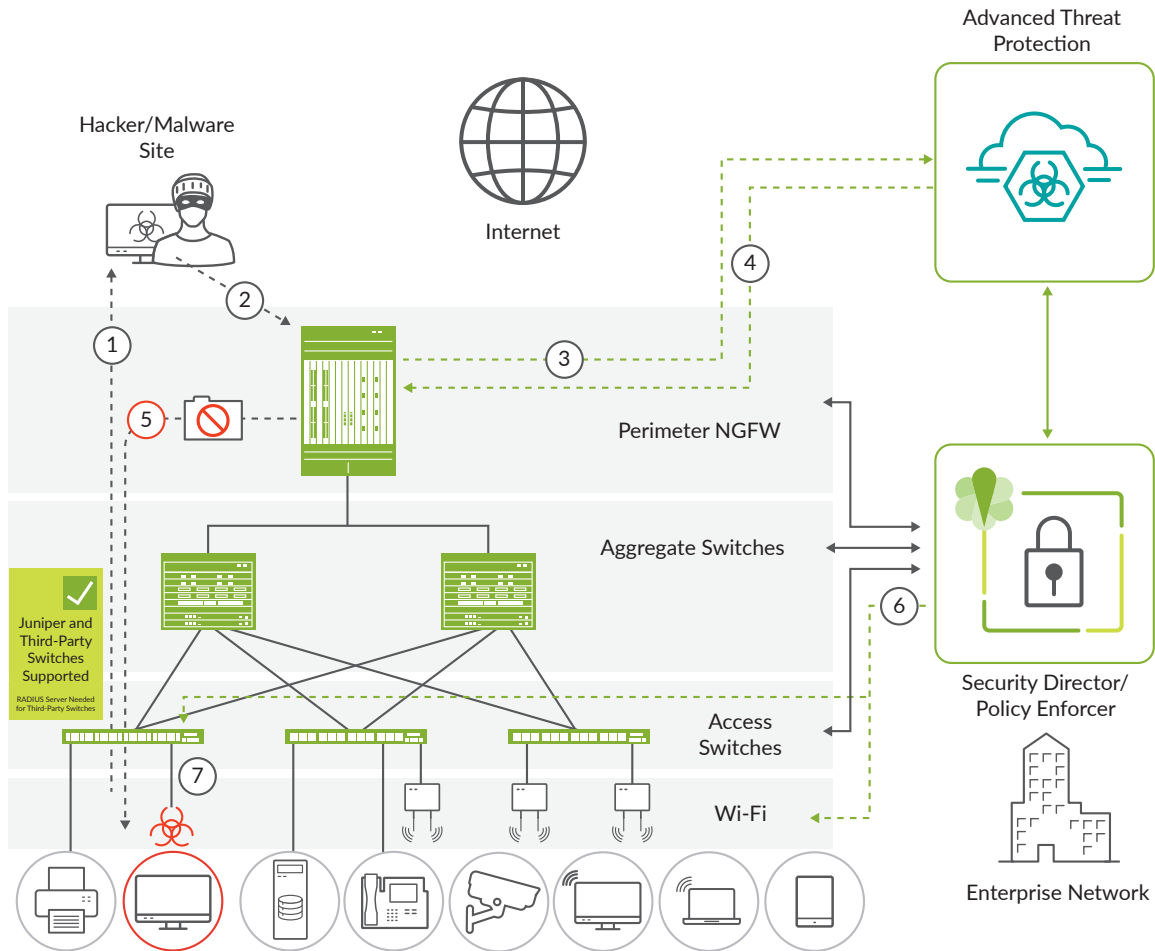 Advanced Threat
Protection
Hacker/Malware
Site
Internet
4
2
1
3
5
Perimeter NGFW
Aggregate Switches
6
Juniper and
Third-Party
Switches
Supported
RADIUS Server Needed
for Third-Party Switches
Security Director/
Policy Enforcer
Access
Switches
7
Wi-Fi
Enterprise Network